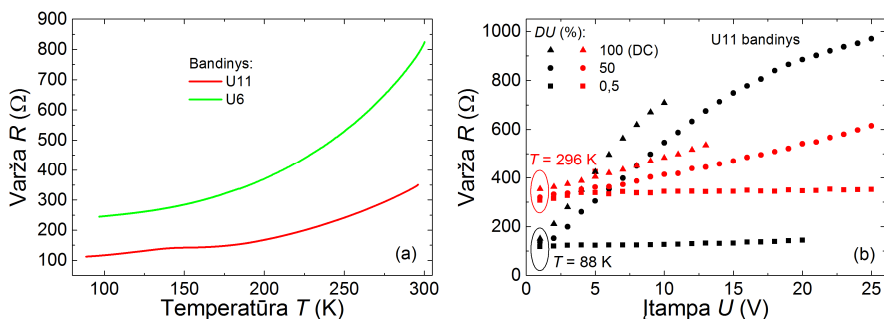 900
800
700
600
500
400
300
200
100
Varža R (Ω)
Bandinys:
U11
U6
(a)
100 150 200 250 300
Temperatūra T (K)
1000
800
600
400
200
0
Varža R (Ω)
DU (%):
100 (DC)
50
0,5
U11 bandinys
T = 296 K
T = 88 K
(b)
0 5 10 15 20 25
Įtampa U (V)